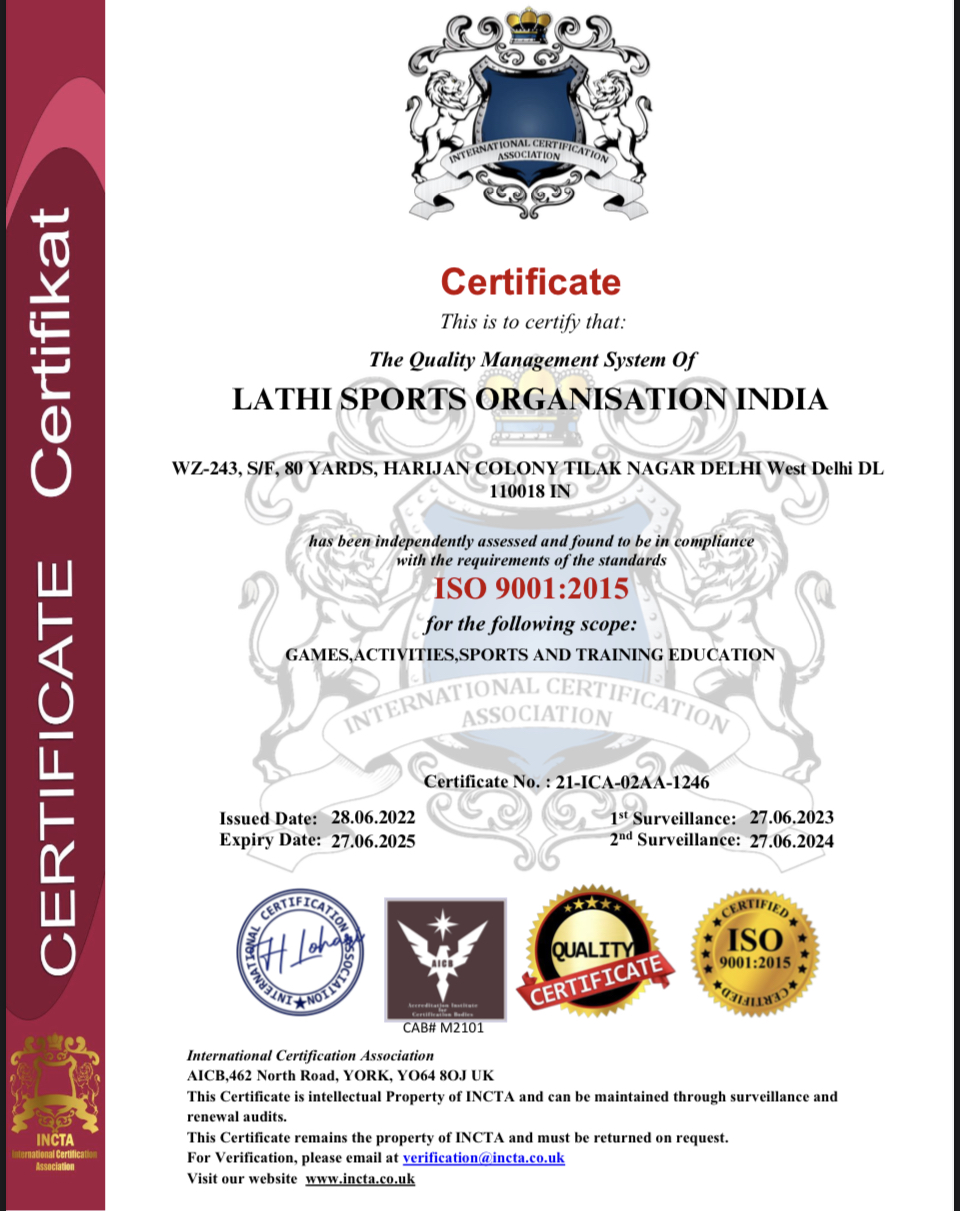 INTERNATIONAL CERTIFICATION
ASSOCIATION
CERTIFICATE Certifikat
Certificate
This is to certify that:
The Quality Management System Of
LATHI SPORTS ORGANISATION INDIA
WZ-243, S/F, 80 YARDS, HARIJAN COLONY TILAK NAGAR DELHI West Delhi DL
110018 IN
has been independently assessed and found to be in compliance
with the requirements of the standards
ISO 9001:2015
for the following scope:
GAMES,ACTIVITIES,SPORTS AND TRAINING EDUCATION
INTERNATIONAL CERTIFICATION
ASSOCIATION
Certificate No. : 21-ICA-02AA-1246
Issued Date: 28.06.2022
1st Surveillance: 27.06.2023
Expiry Date: 27.06.2025
2nd Surveillance: 27.06.2024
INTERNATIONAL CERTIFICATION ASSOCIATION
AICB
Accreditation Institute
for
Certification Bodies
CAB# M2101
QUALITY
CERTIFICATE
CERTIFIED
ISO
9001:2015
CERTIFIED
INCTA
International Certification
Association
International Certification Association
AICB,462 North Road, YORK, YO64 8OJ UK
This Certificate is intellectual Property of INCTA and can be maintained through surveillance and
renewal audits.
This Certificate remains the property of INCTA and must be returned on request.
For Verification, please email at verification@incta.co.uk
Visit our website www.incta.co.uk